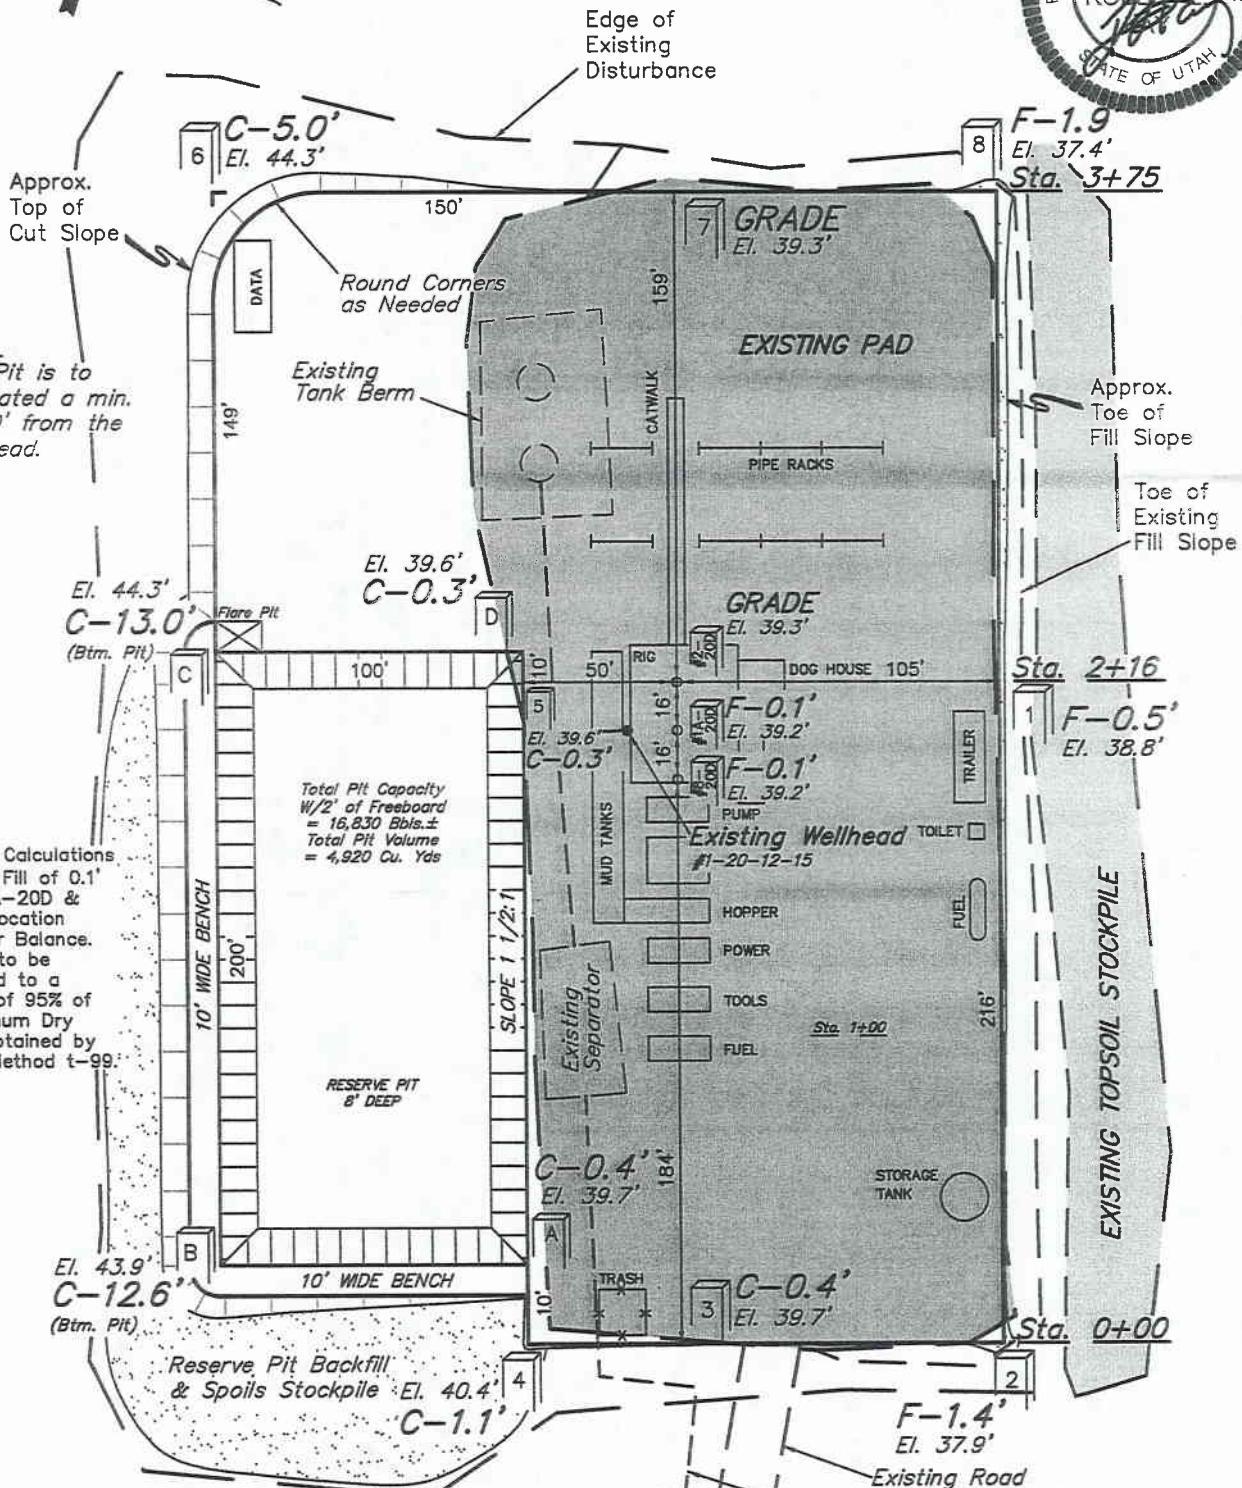 Edge of
Existing
Disturbance
STATE OF UTAH
C-5.0'
El. 44.3'
6
F-1.9'
El. 37.4'
8
Sta. 3+75
Approx.
Top of
Cut Slope
150'
7
GRADE
El. 39.3'
DATA
Round Corners
as Needed
159'
EXISTING PAD
Existing
Tank Berm
CATWALK
Pit is to
a min.
from the
149'
Approx.
Toe of
Fill Slope
PIPE RACKS
Toe of
Existing
Fill Slope
El. 39.6'
C-0.3'
D
El. 44.3'
C-13.0'
(Btm. Pit)
Flare Pit
C
GRADE
El. 39.3'
RIG
#2-20D
DOG HOUSE
105'
Sta. 2+16
100'
10'
50'
16'
16'
5
El. 39.6'
C-0.3'
#1A-20D
F-0.1'
El. 39.2'
F-0.1'
El. 39.2'
1
F-0.5'
El. 38.8'
TRAILER
Total Pit Capacity
W/2' of Freeboard
= 16,830 Bbls.±
Total Pit Volume
= 4,920 Cu. Yds
MUD TANKS
PUMP
Existing Wellhead
#1-20-12-15
TOILET
Calculations
Fill of 0.1'
-20D &
Balance.
to be
to a
of 95% of
Dry
by
t-99.
10' WIDE BENCH
200'
SLOPE 1 1/2:1
HOPPER
FUEL
POWER
TOOLS
FUEL
Existing
Separator
Sta. 1+00
216'
EXISTING TOPSOIL STOCKPILE
RESERVE PIT
8' DEEP
C-0.4'
El. 39.7'
184'
STORAGE
TANK
A
B
El. 43.9'
C-12.6'
(Btm. Pit)
10' WIDE BENCH
10'
TRASH
3
C-0.4'
El. 39.7'
Sta. 0+00
Reserve Pit Backfill
& Spoils Stockpile
El. 40.4'
C-1.1'
4
2
F-1.4'
El. 37.9'
Existing Road